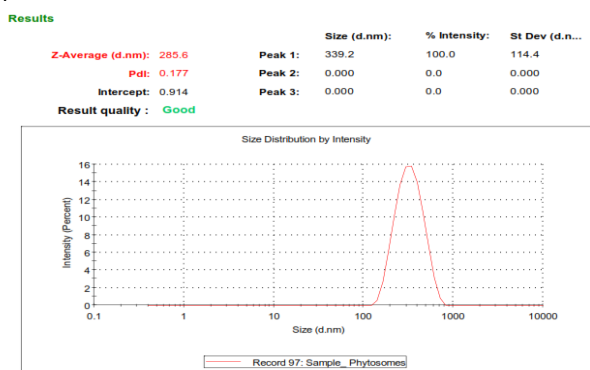 Results
Size (d.nm): % Intensity: St Dev (d.n...
Z-Average (d.nm): 285.6 Peak 1: 339.2 100.0 114.4
PdI: 0.177 Peak 2: 0.000 0.0 0.000
Intercept: 0.914 Peak 3: 0.000 0.0 0.000
Result quality : Good
Size Distribution by Intensity
Intensity (Percent)
16
14
12
10
8
6
4
2
0
0.1 1 10 100 1000 10000
Size (d.nm)
Record 97: Sample_ Phytosomes